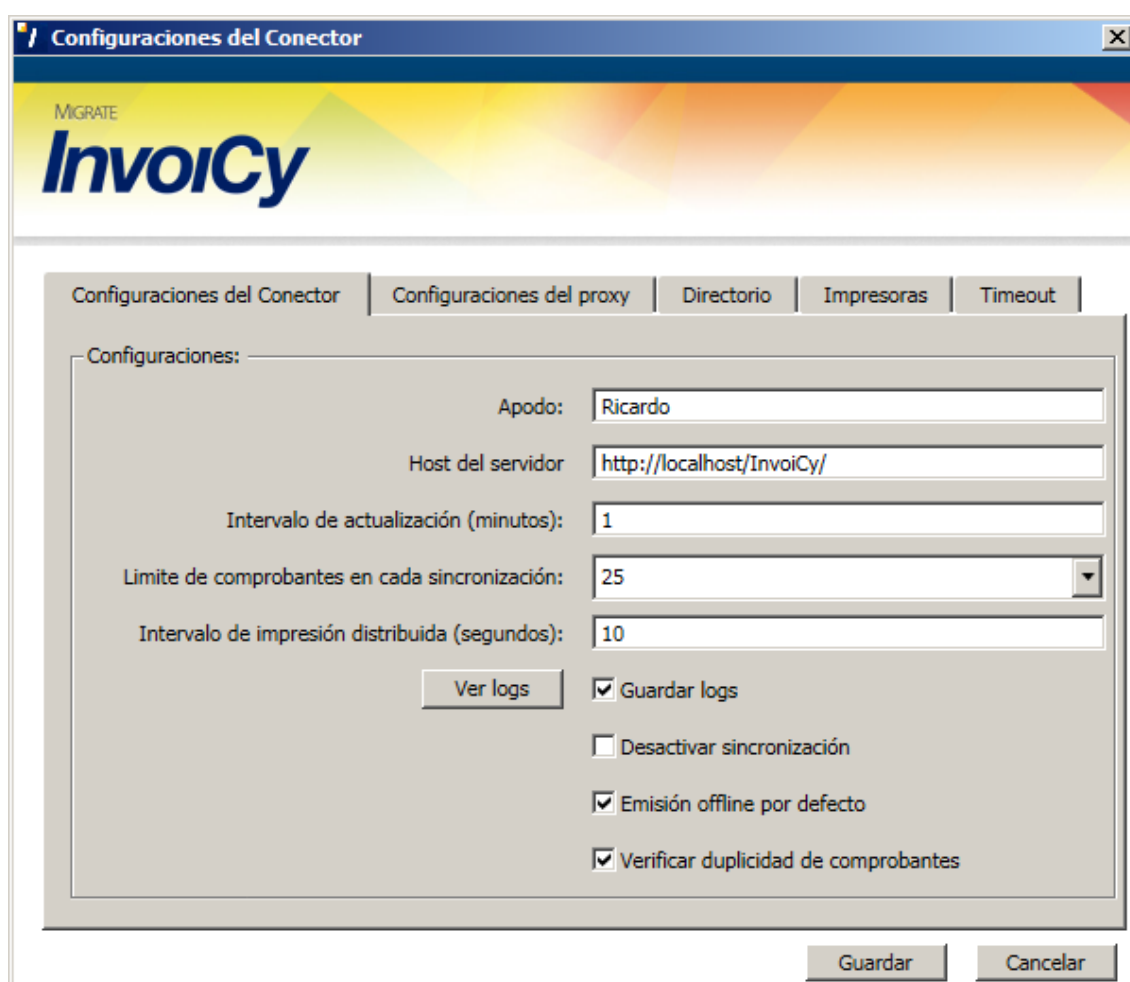 Configuraciones del Conector
MIGRATE
InvoiCy
Configuraciones del Conector Configuraciones del proxy Directorio Impresoras Timeout
Configuraciones:
Apodo: Ricardo
Host del servidor http://localhost/InvoiCy/
Intervalo de actualización (minutos): 1
Limite de comprobantes en cada sincronización: 25
Intervalo de impresión distribuida (segundos): 10
Ver logs Guardar logs
Desactivar sincronización
Emisión offline por defecto
Verificar duplicidad de comprobantes
Guardar Cancelar